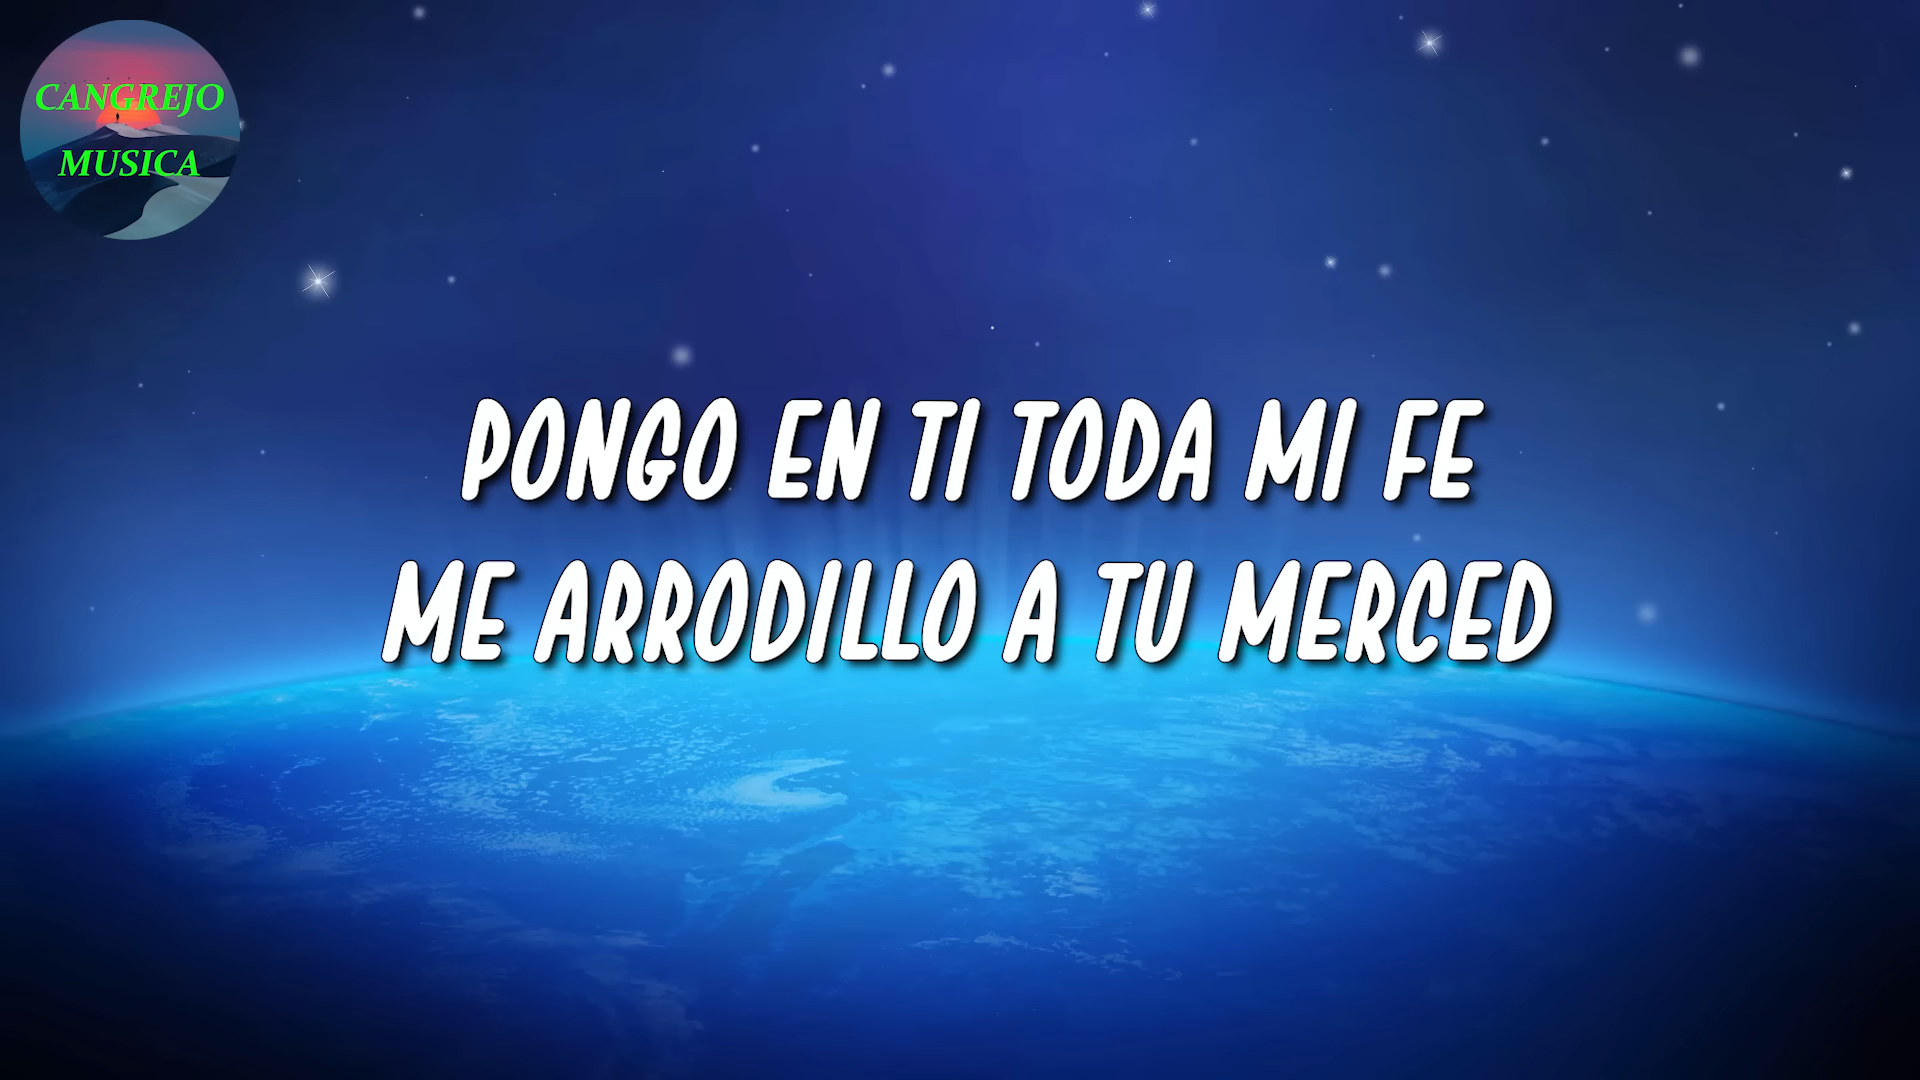 CANGREJO
MUSICA
PONGO EN TI TODA MI FE
ME ARRODILLO A TU MERCED